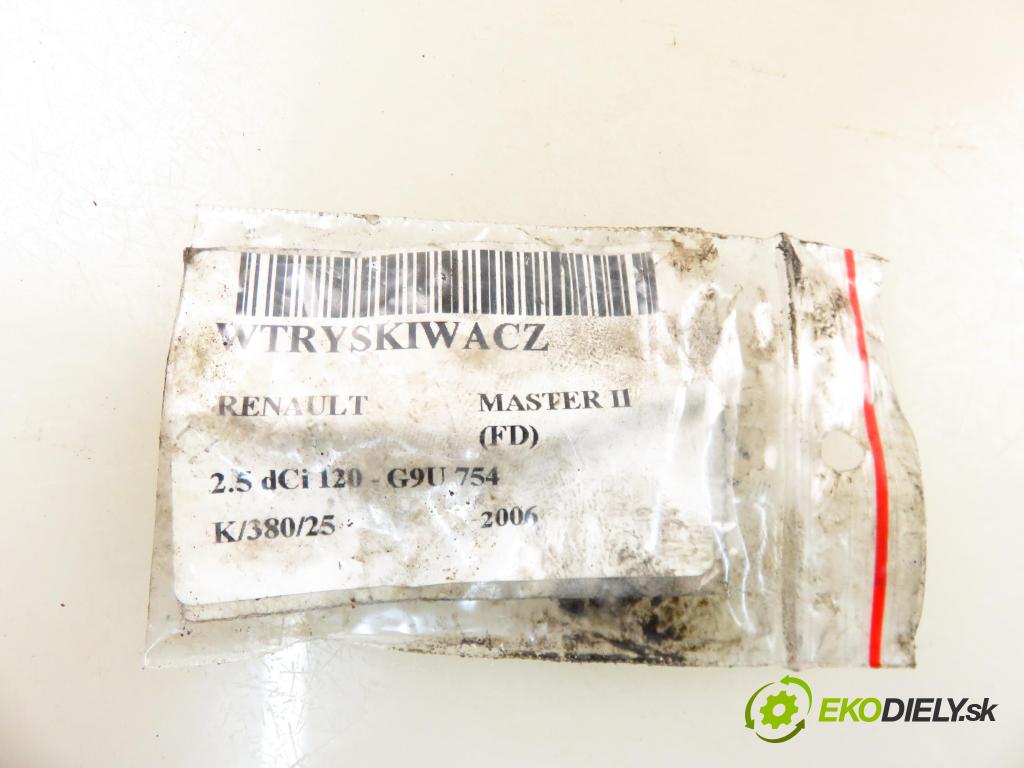 WTRYSKIWACZ
RENAULT MASTER II
(FD)
2.5 dCi 120 - G9U 754
K/380/25 2006
EKODIELY.sk